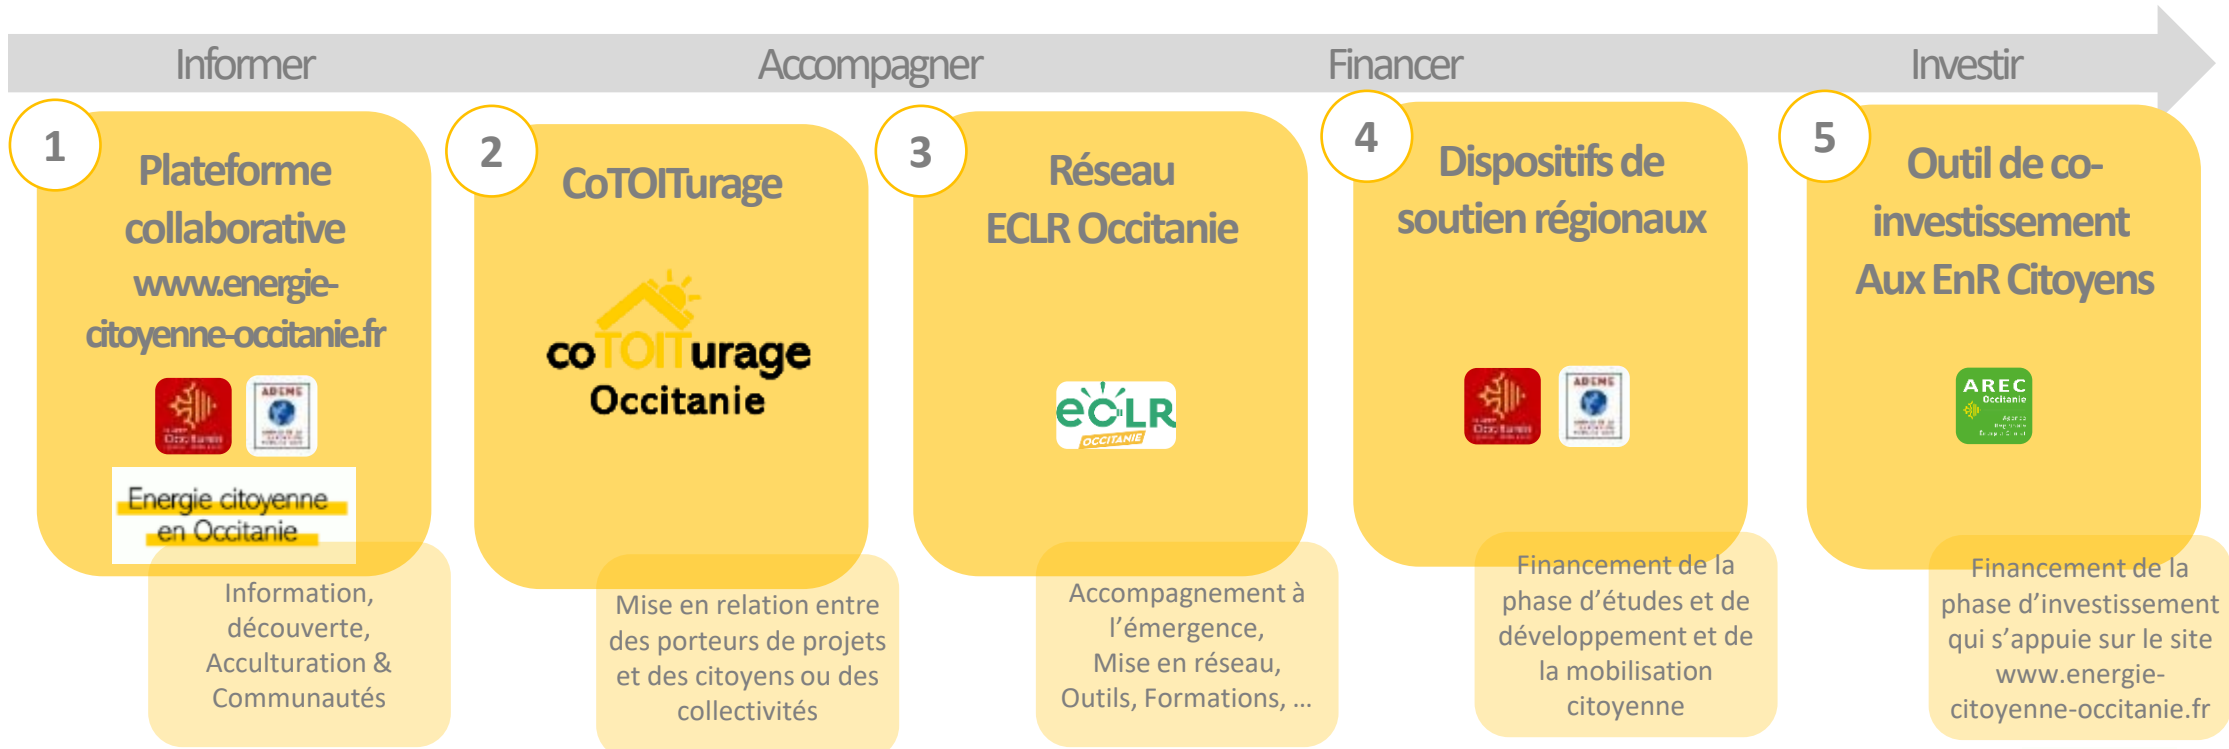 Informer
Accompagner
Financer
Investir
1
Plateforme
collaborative
www.energie-
citoyenne-occitanie.fr
ADEME
Energie citoyenne
en Occitanie
Information,
découverte,
Acculturation &
Communautés
2
CoTOITurage
coTOITurage
Occitanie
Mise en relation entre
des porteurs de projets
et des citoyens ou des
collectivités
3
Réseau
ECLR Occitanie
eCLR
OCCITANIE
Accompagnement à
l’émergence,
Mise en réseau,
Outils, Formations, ...
4
Dispositifs de
soutien régionaux
ADEME
Financement de la
phase d’études et de
développement et de
la mobilisation
citoyenne
5
Outil de co-
investissement
Aux EnR Citoyens
AREC
Occitanie
Financement de la
phase d’investissement
qui s’appuie sur le site
www.energie-
citoyenne-occitanie.fr